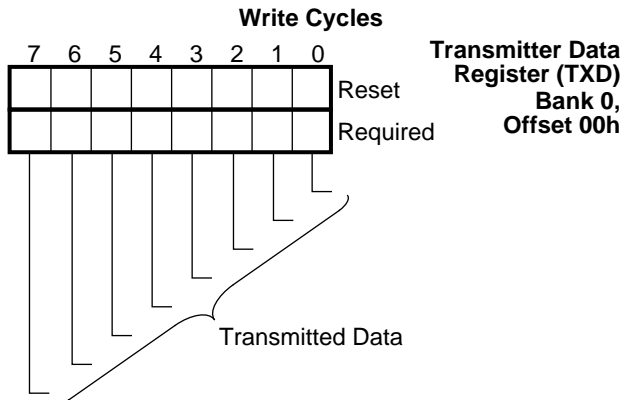 Write Cycles
7 6 5 4 3 2 1 0
Transmitter Data
Register (TXD)
Bank 0,
Offset 00h
Reset
Required
Transmitted Data